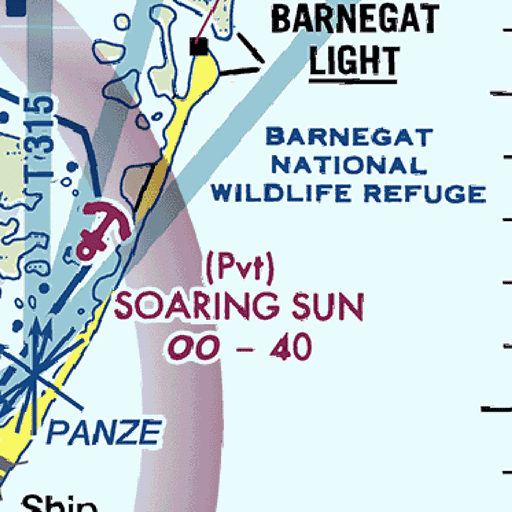 BARNEGAT
LIGHT
T315
BARNEGAT
NATIONAL
WILDLIFE REFUGE
(Pvt)
SOARING SUN
00 - 40
PANZE
Ship